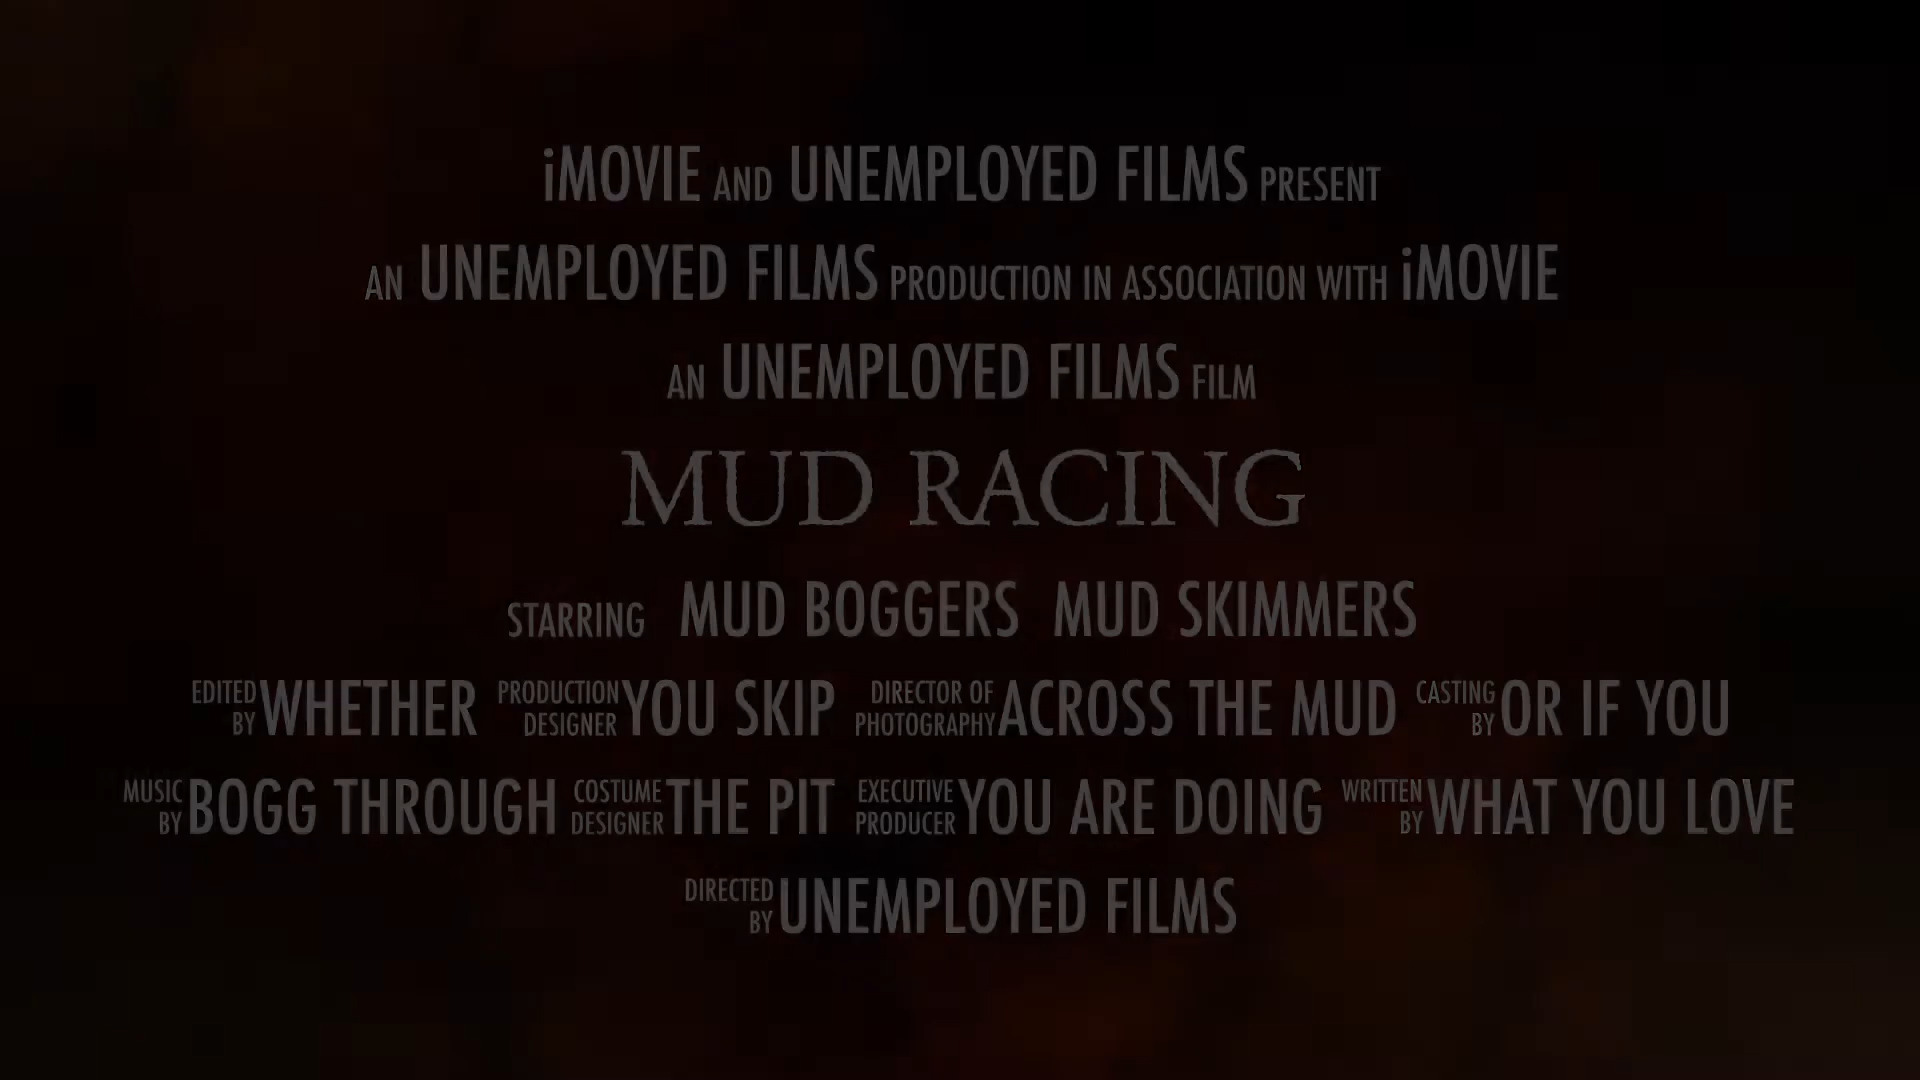 iMOVIE AND UNEMPLOYED FILMS PRESENT
AN UNEMPLOYED FILMS PRODUCTION IN ASSOCIATION WITH iMOVIE
AN UNEMPLOYED FILMS FILM
MUD RACING
STARRING MUD BOGGERS MUD SKIMMERS
EDITED BY WHETHER PRODUCTION DESIGNER YOU SKIP DIRECTOR OF PHOTOGRAPHY ACROSS THE MUD CASTING BY OR IF YOU
MUSIC BY BOGG THROUGH COSTUME DESIGNER THE PIT EXECUTIVE PRODUCER YOU ARE DOING WRITTEN BY WHAT YOU LOVE
DIRECTED BY UNEMPLOYED FILMS